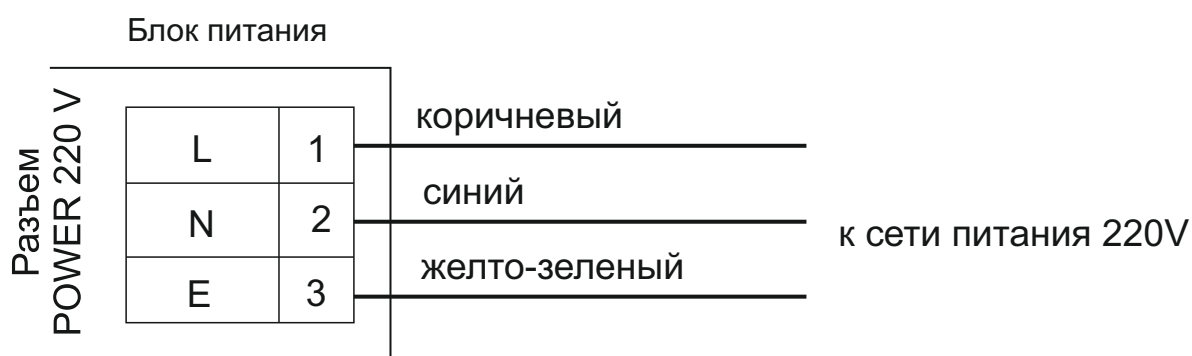 Блок питания
Разъем
POWER 220 V
L 1 коричневый
N 2 синий
E 3 желто-зеленый
к сети питания 220V